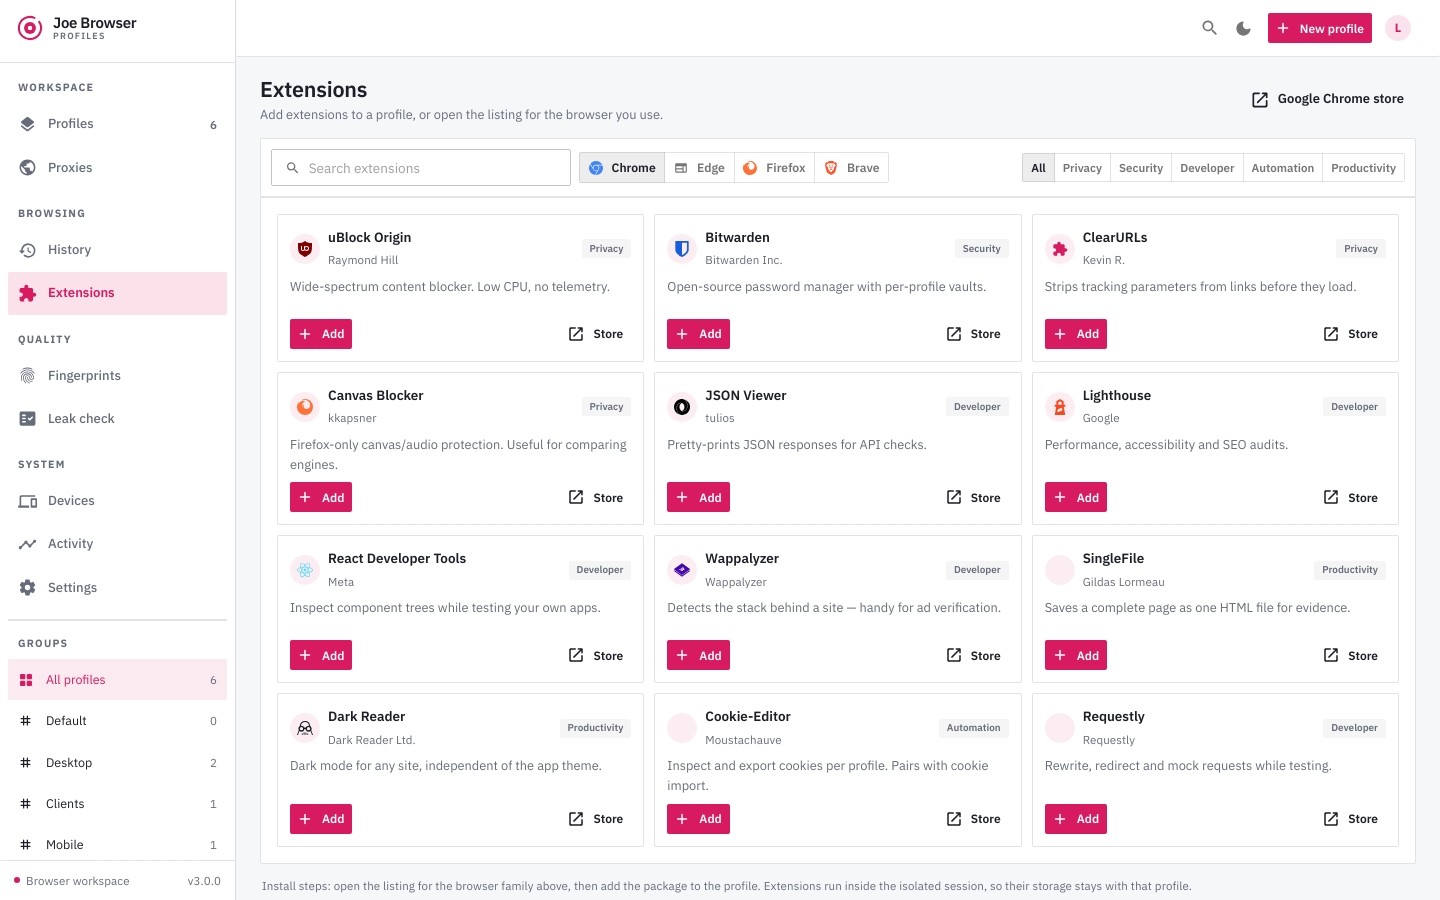 Joe Browser
PROFILES
New profile
L
WORKSPACE
Profiles 6
Proxies
BROWSING
History
Extensions
QUALITY
Fingerprints
Leak check
SYSTEM
Devices
Activity
Settings
GROUPS
All profiles 6
Default 0
Desktop 2
Clients 1
Mobile 1
Browser workspace v3.0.0
Extensions
Add extensions to a profile, or open the listing for the browser you use.
Google Chrome store
Search extensions
Chrome Edge Firefox Brave
All Privacy Security Developer Automation Productivity
uBlock Origin
Raymond Hill
Privacy
Wide-spectrum content blocker. Low CPU, no telemetry.
Add Store
Bitwarden
Bitwarden Inc.
Security
Open-source password manager with per-profile vaults.
Add Store
ClearURLs
Kevin R.
Privacy
Strips tracking parameters from links before they load.
Add Store
Canvas Blocker
kkapsner
Privacy
Firefox-only canvas/audio protection. Useful for comparing
engines.
Add Store
JSON Viewer
tulios
Developer
Pretty-prints JSON responses for API checks.
Add Store
Lighthouse
Google
Developer
Performance, accessibility and SEO audits.
Add Store
React Developer Tools
Meta
Developer
Inspect component trees while testing your own apps.
Add Store
Wappalyzer
Wappalyzer
Developer
Detects the stack behind a site — handy for ad verification.
Add Store
SingleFile
Gildas Lormeau
Productivity
Saves a complete page as one HTML file for evidence.
Add Store
Dark Reader
Dark Reader Ltd.
Productivity
Dark mode for any site, independent of the app theme.
Add Store
Cookie-Editor
Moustachauve
Automation
Inspect and export cookies per profile. Pairs with cookie
import.
Add Store
Requestly
Requestly
Developer
Rewrite, redirect and mock requests while testing.
Add Store
Install steps: open the listing for the browser family above, then add the package to the profile. Extensions run inside the isolated session, so their storage stays with that profile.